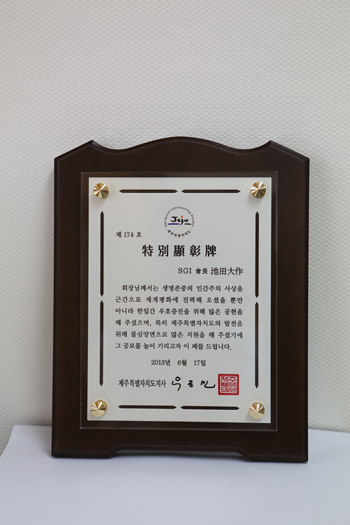 Jeju
제 174 호
特別顯彰牌
SGI 會長 池田大作
회장님께서는 생명존중의 인간주의 사상을
근간으로 세계평화에 진력해 오셨을 뿐만
아니라 한일간 우호증진을 위해 많은 공헌을
해 주셨으며, 특히 제주특별자치도의 발전을
위해 물심양면으로 많은 지원을 해 주셨기에
그 공로를 높이 기리고자 이 패를 드립니다.
2013년 6월 17일
제주특별자치도지사